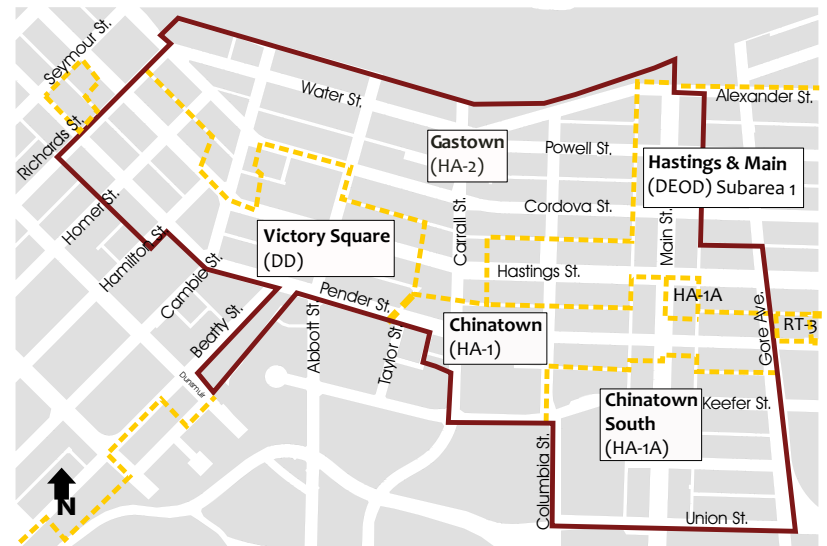 Seymour St.
Water St.
Alexander St.
Richards St.
Gastown
(HA-2)
Powell St.
Hastings & Main
(DEOD) Subarea 1
Homer St.
Hamilton St.
Cordova St.
Victory Square
(DD)
Carrall St.
Main St.
Cambie St.
Hastings St.
Pender St.
HA-1A
Beatty St.
Abbott St.
Taylor St.
Chinatown
(HA-1)
Gore Ave.
RT-3
Dunsmuir
Chinatown
South
(HA-1A)
Keefer St.
Columbia St.
Union St.
N